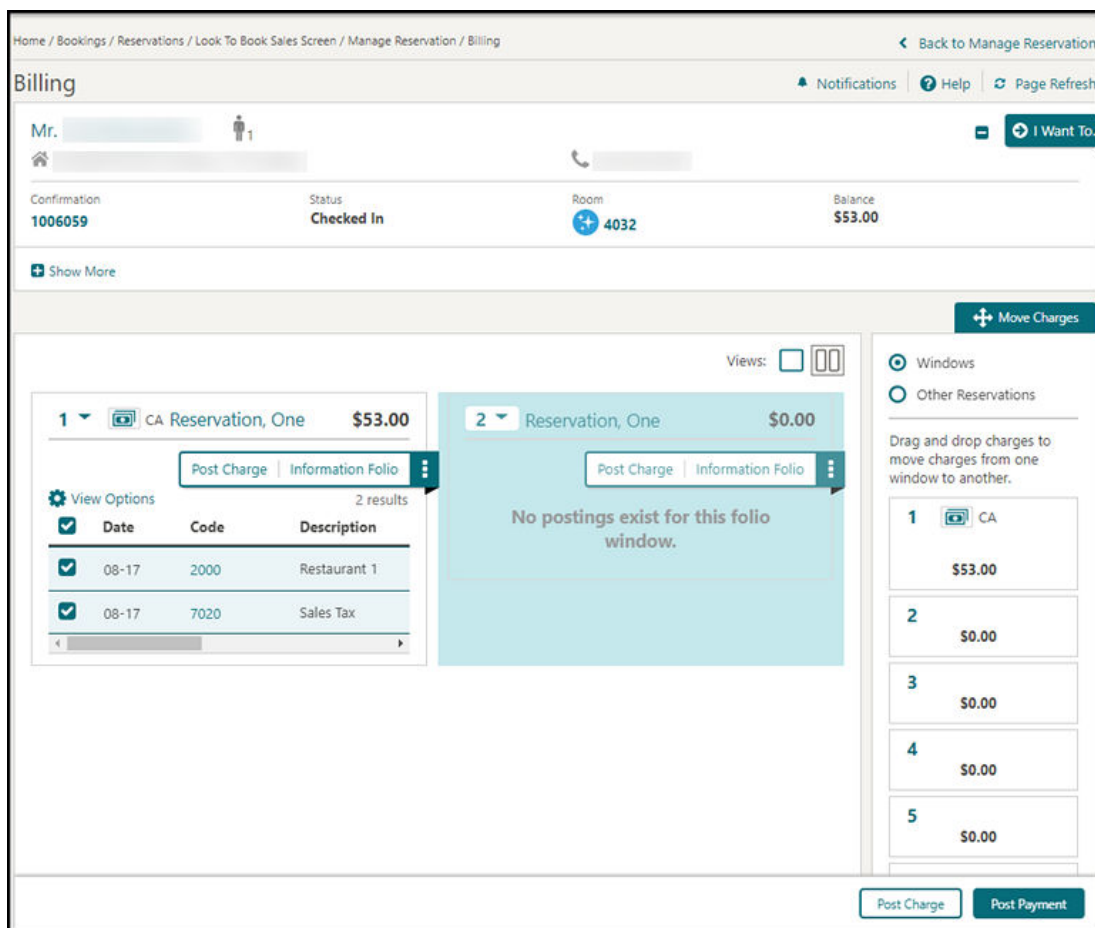 Home / Bookings / Reservations / Look To Book Sales Screen / Manage Reservation / Billing
Back to Manage Reservation
Billing
Notifications
Help
Page Refresh
Mr.
1
I Want To.
Confirmation
Status
Room
Balance
1006059
Checked In
4032
$53.00
Show More
Move Charges
Views:
Windows
Other Reservations
Drag and drop charges to
move charges from one
window to another.
1 CA Reservation, One $53.00
Post Charge Information Folio
View Options 2 results
Date Code Description
08-17 2000 Restaurant 1
08-17 7020 Sales Tax
2 Reservation, One $0.00
Post Charge Information Folio
No postings exist for this folio
window.
1 CA
$53.00
2
$0.00
3
$0.00
4
$0.00
5
$0.00
Post Charge
Post Payment